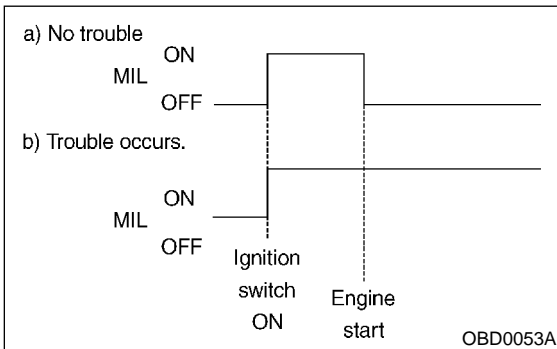 a) No trouble
ON
MIL
OFF
b) Trouble occurs.
ON
MIL
OFF
Ignition
switch
ON
Engine
start
OBD0053A